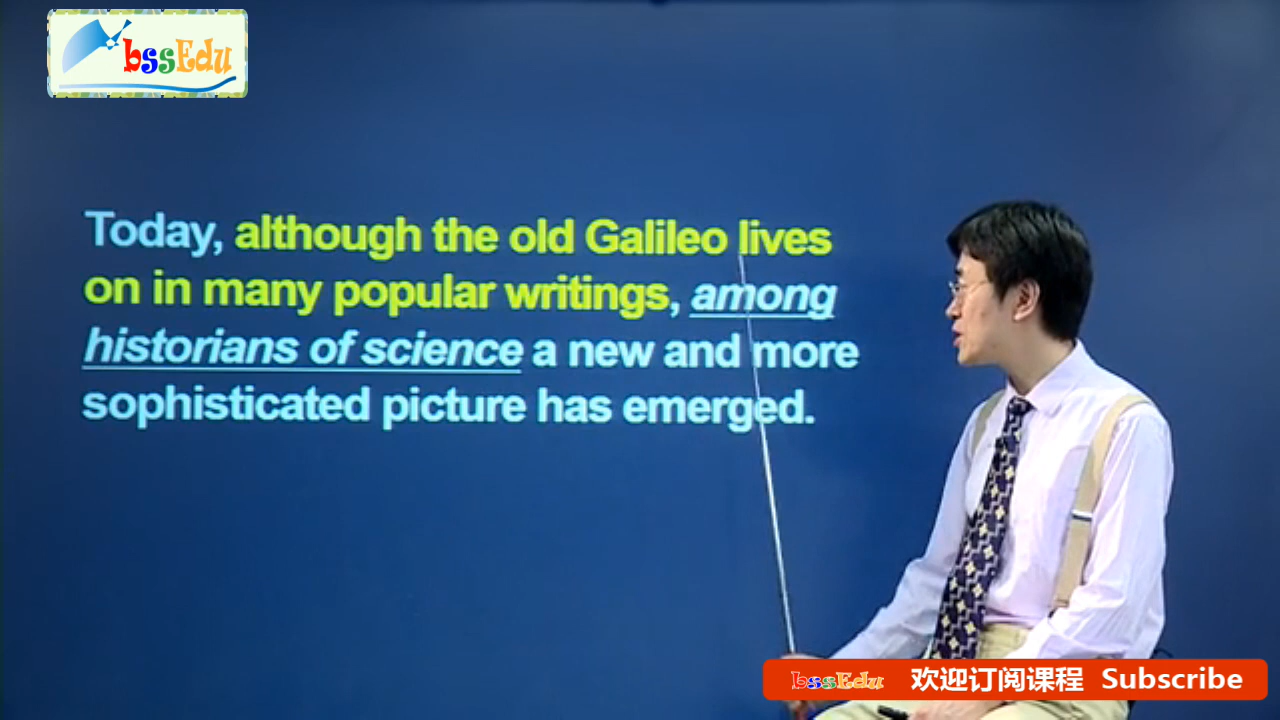 bssEdu
Today, although the old Galileo lives
on in many popular writings, among
historians of science a new and more
sophisticated picture has emerged.
bssEdu 欢迎订阅课程 Subscribe